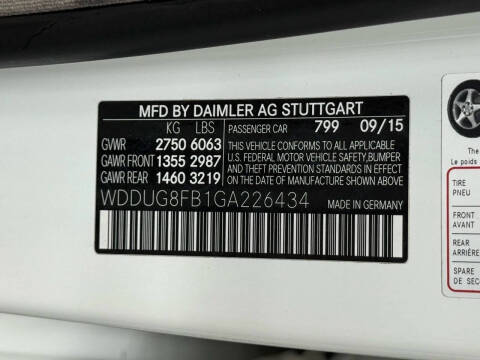 MFD BY DAIMLER AG STUTTGART
KG LBS
GVWR 2750 6063
GAWR FRONT 1355 2987
GAWR REAR 1460 3219
PASSENGER CAR 799 09/15
THIS VEHICLE CONFORMS TO ALL APPLICABLE
U.S. FEDERAL MOTOR VEHICLE SAFETY, BUMPER
AND THEFT PREVENTION STANDARDS IN EFFECT
ON THE DATE OF MANUFACTURE SHOWN ABOVE.
WDDUG8FB1GA226434
MADE IN GERMANY
The
Le poids
TIRE
PNEU
FRONT
AVANT
REAR
ARRIÈRE
SPARE
DE SEC